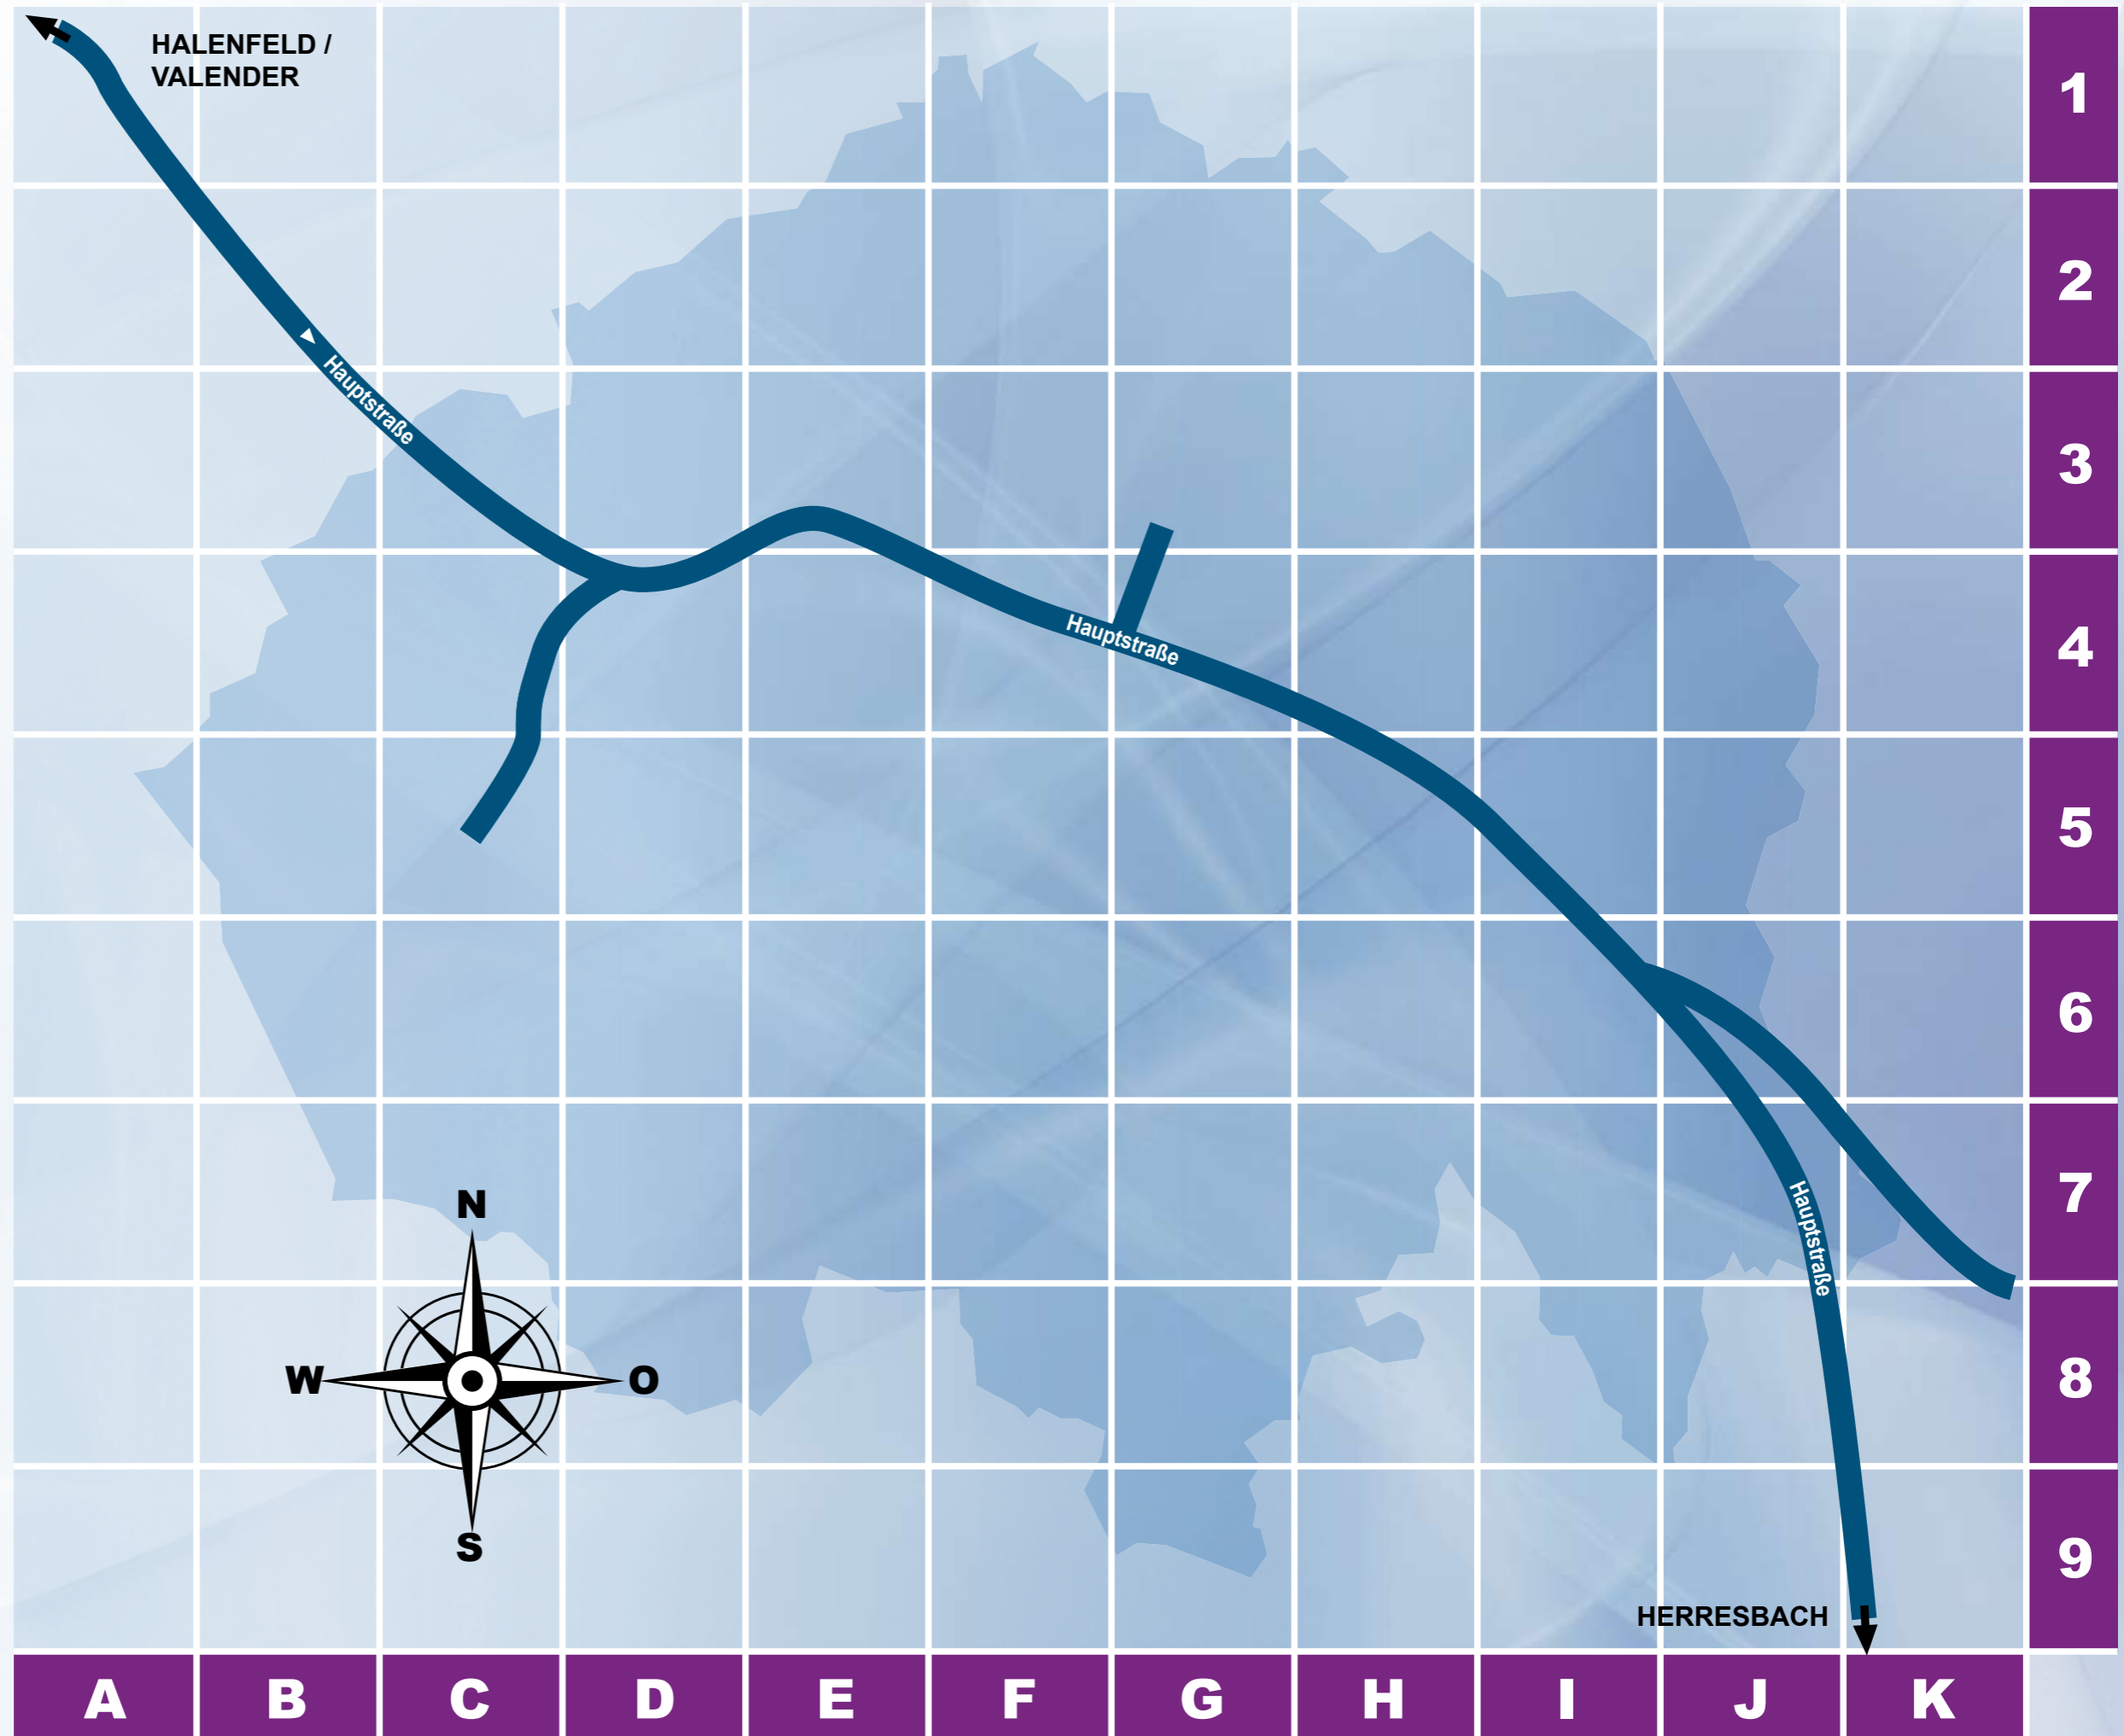 HALENFELD /
VALENDER
1
2
Hauptstraße
3
Hauptstraße
4
5
6
7
Hauptstraße
N
W
O
S
8
9
HERRESBACH
A B C D E F G H I J K